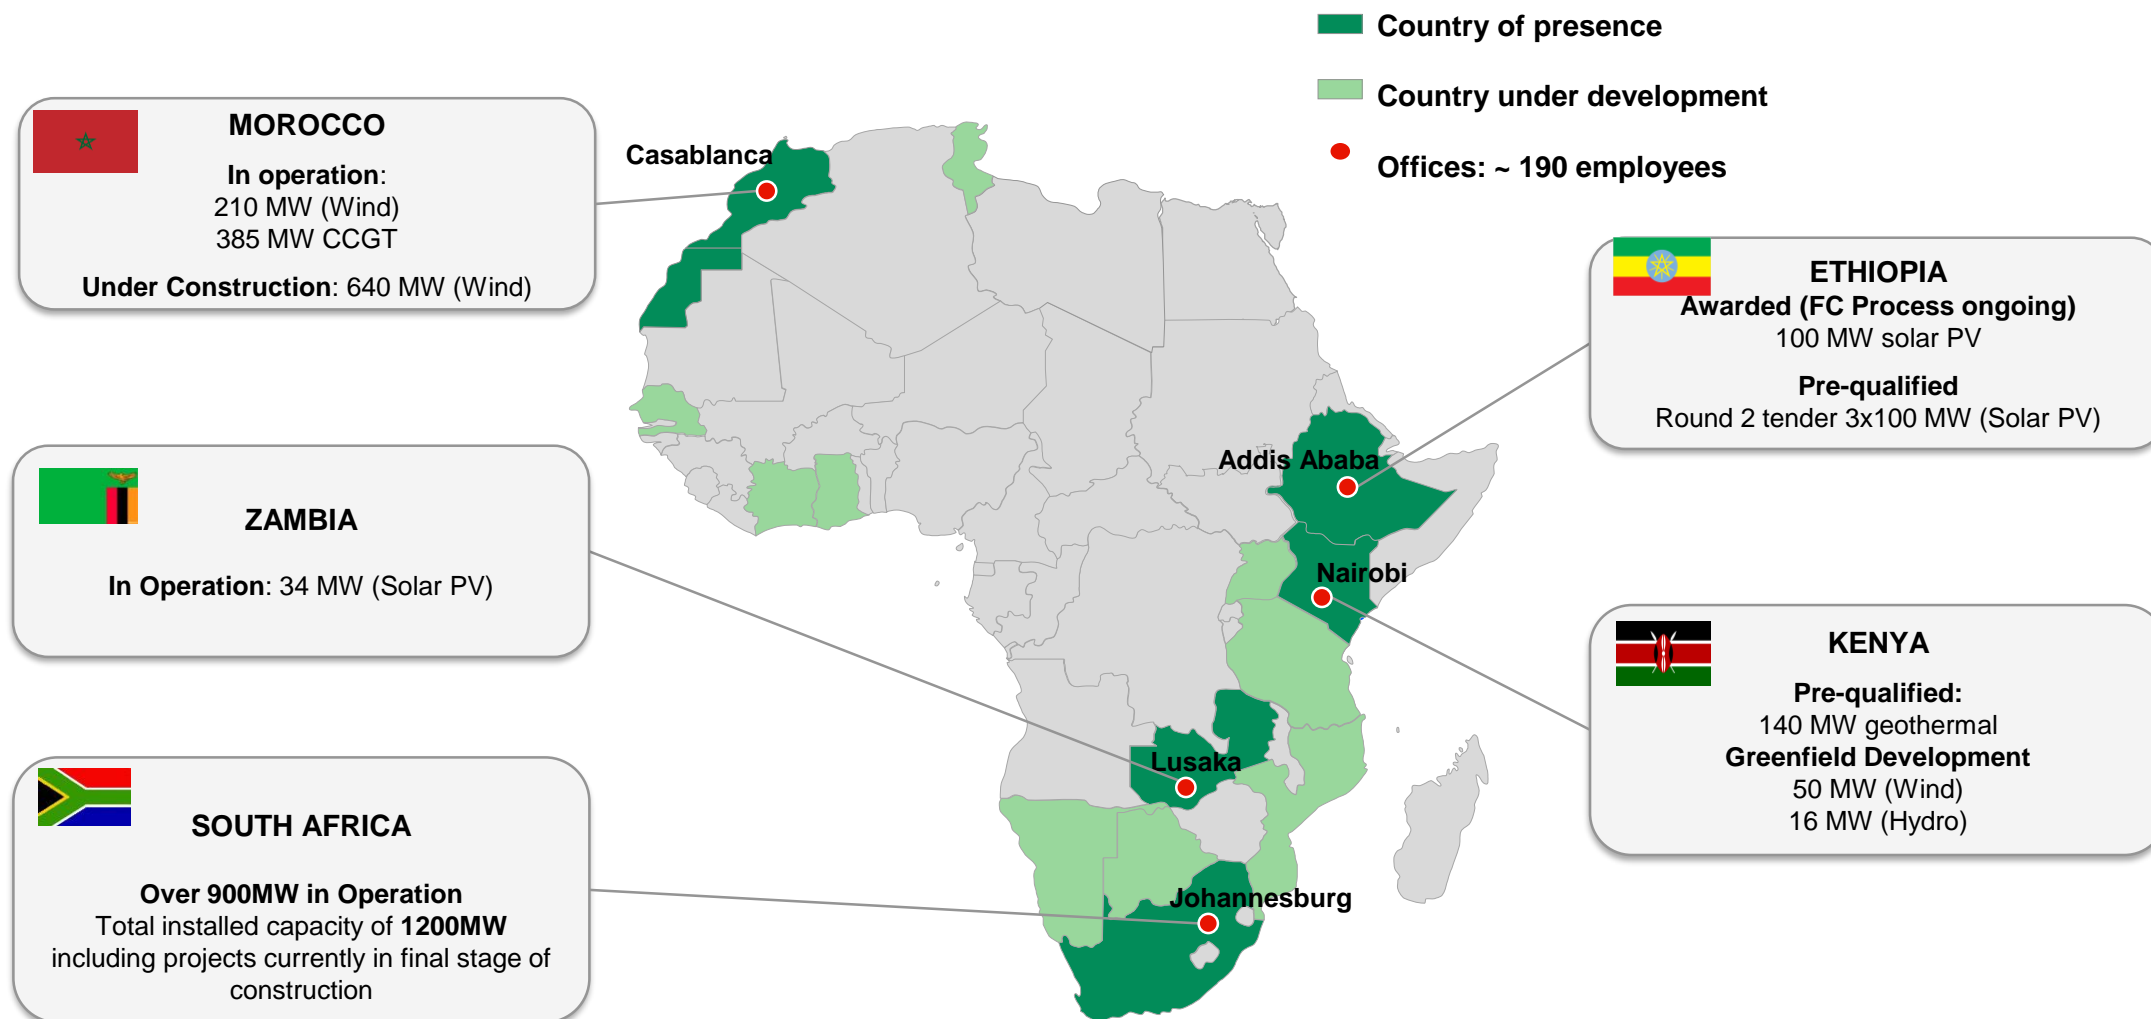 Country of presence
Country under development
Offices: ~ 190 employees
MOROCCO
In operation:
210 MW (Wind)
385 MW CCGT
Under Construction: 640 MW (Wind)
Casablanca
ETHIOPIA
Awarded (FC Process ongoing)
100 MW solar PV
Pre-qualified
Round 2 tender 3x100 MW (Solar PV)
Addis Ababa
ZAMBIA
In Operation: 34 MW (Solar PV)
Nairobi
KENYA
Pre-qualified:
140 MW geothermal
Greenfield Development
50 MW (Wind)
16 MW (Hydro)
Lusaka
SOUTH AFRICA
Over 900MW in Operation
Total installed capacity of 1200MW
including projects currently in final stage of
construction
Johannesburg